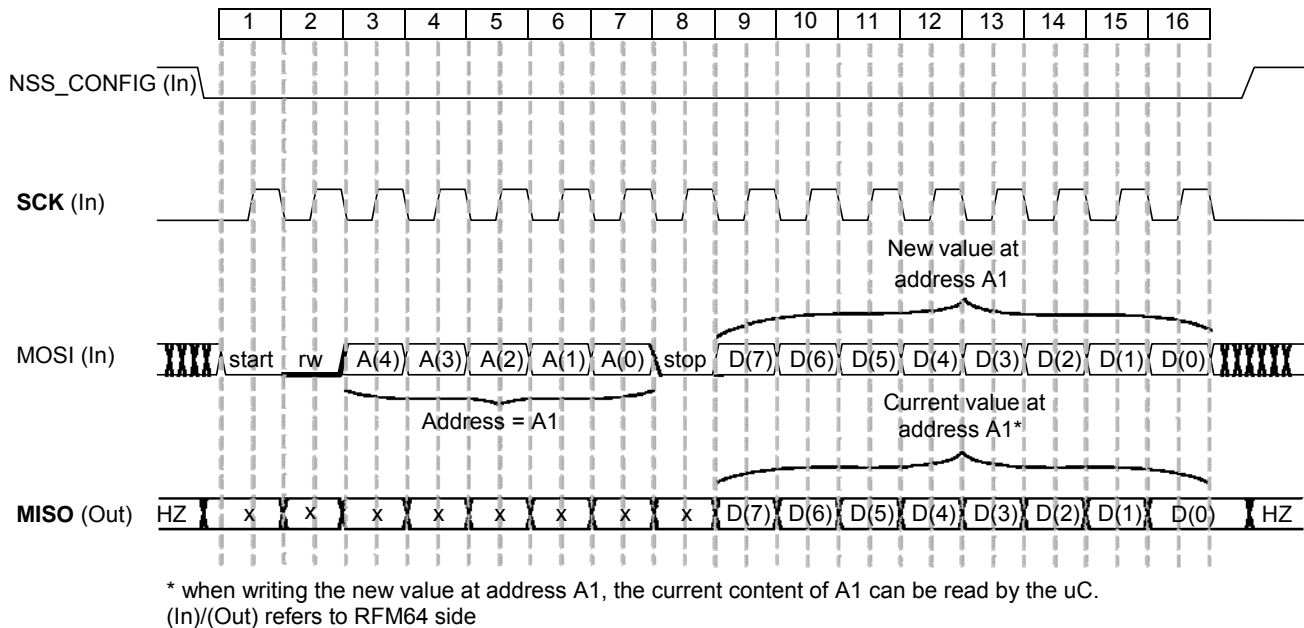 1 2 3 4 5 6 7 8 9 10 11 12 13 14 15 16
NSS_CONFIG (In)
SCK (In)
New value at
address A1
MOSI (In) start rw A(4) A(3) A(2) A(1) A(0) stop D(7) D(6) D(5) D(4) D(3) D(2) D(1) D(0)
Address = A1
Current value at
address A1*
MISO (Out) HZ x x x x x x x x D(7) D(6) D(5) D(4) D(3) D(2) D(1) D(0) HZ
* when writing the new value at address A1, the current content of A1 can be read by the uC.
(In)/(Out) refers to RFM64 side